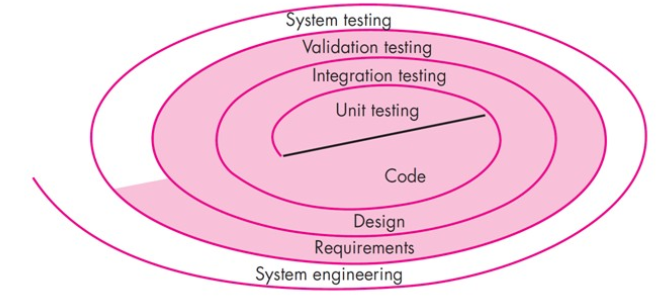 System testing
Validation testing
Integration testing
Unit testing
Code
Design
Requirements
System engineering